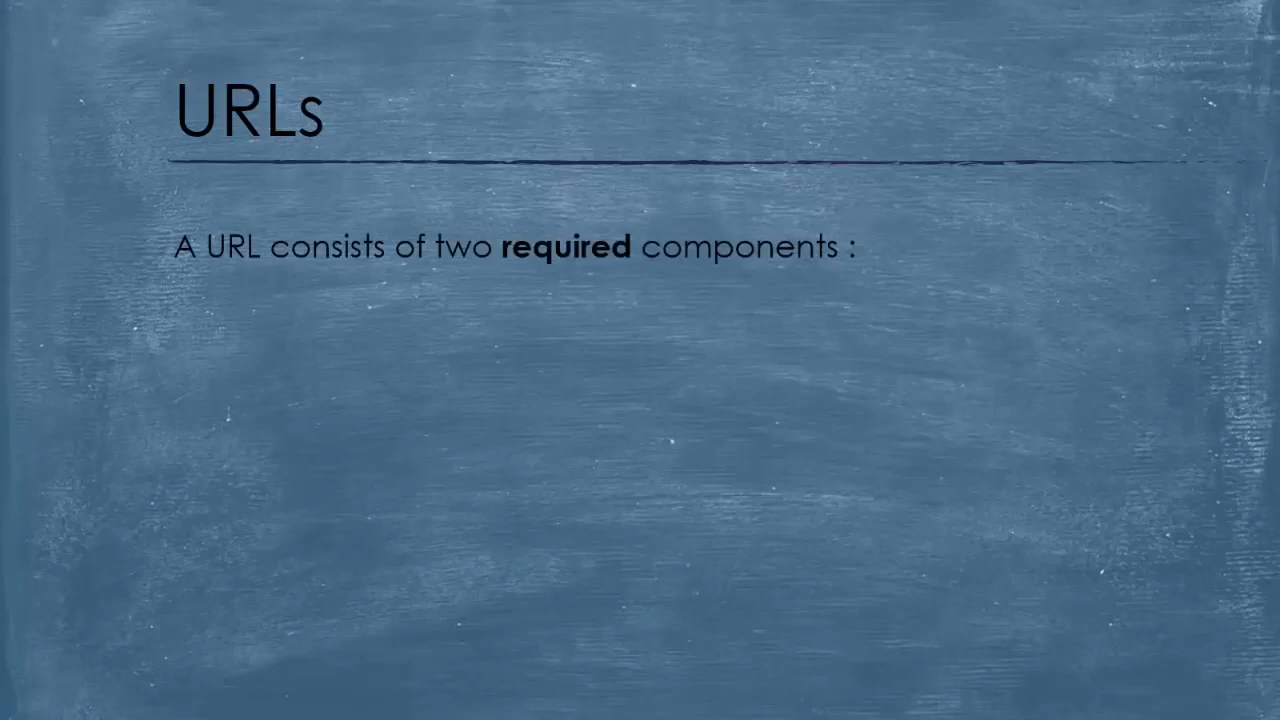 URLs
A URL consists of two required components :